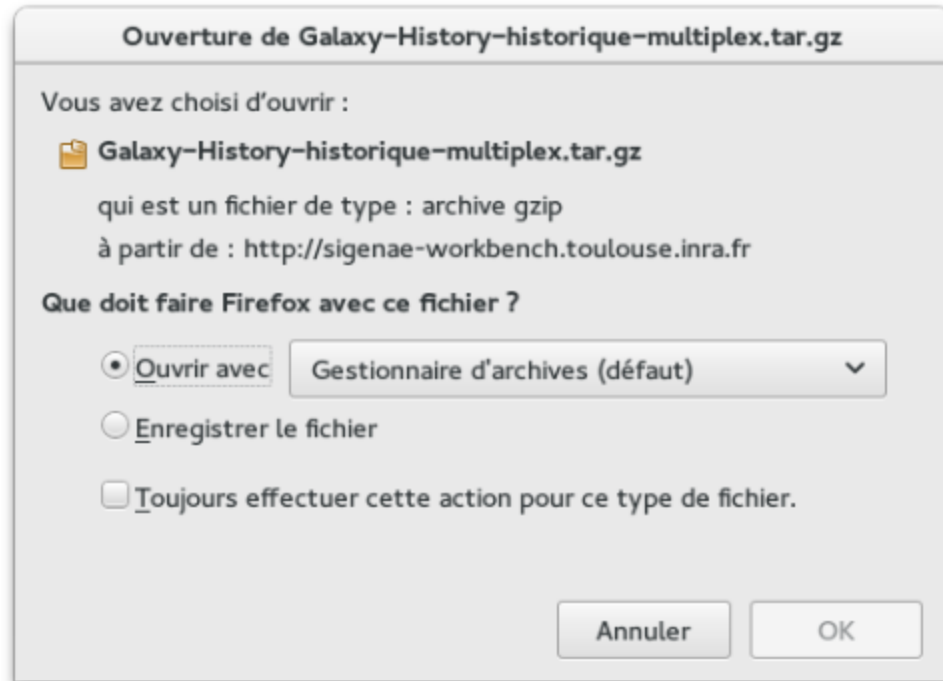 Ouverture de Galaxy-History-historique-multiplex.tar.gz
Vous avez choisi d'ouvrir :
Galaxy-History-historique-multiplex.tar.gz
qui est un fichier de type : archive gzip
à partir de : http://sigenae-workbench.toulouse.inra.fr
Que doit faire Firefox avec ce fichier ?
Ouvrir avec Gestionnaire d'archives (défaut)
Enregistrer le fichier
Toujours effectuer cette action pour ce type de fichier.
Annuler OK